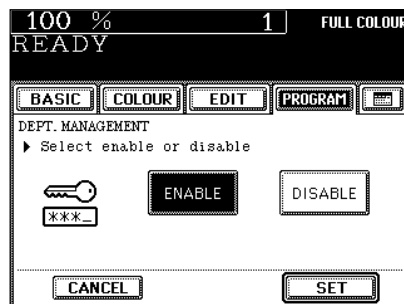 100 % 1 FULL COLOUR
READY
BASIC COLOUR EDIT PROGRAM
DEPT. MANAGEMENT
Select enable or disable
ENABLE DISABLE
***_
CANCEL SET